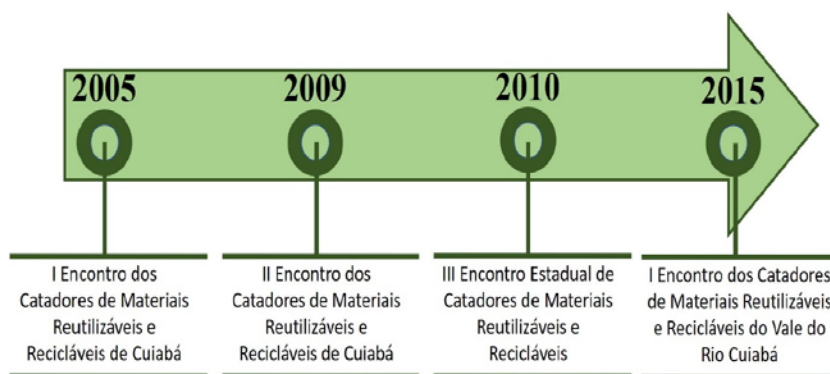 2005
2009
2010
2015
I Encontro dos
Catadores de Materiais
Reutilizáveis e
Recicláveis de Cuiabá
II Encontro dos
Catadores de Materiais
Reutilizáveis e
Recicláveis de Cuiabá
III Encontro Estadual de
Catadores de Materiais
Reutilizáveis e
Recicláveis
I Encontro dos Catadores
de Materiais Reutilizáveis
e Recicláveis do Vale do
Rio Cuiabá